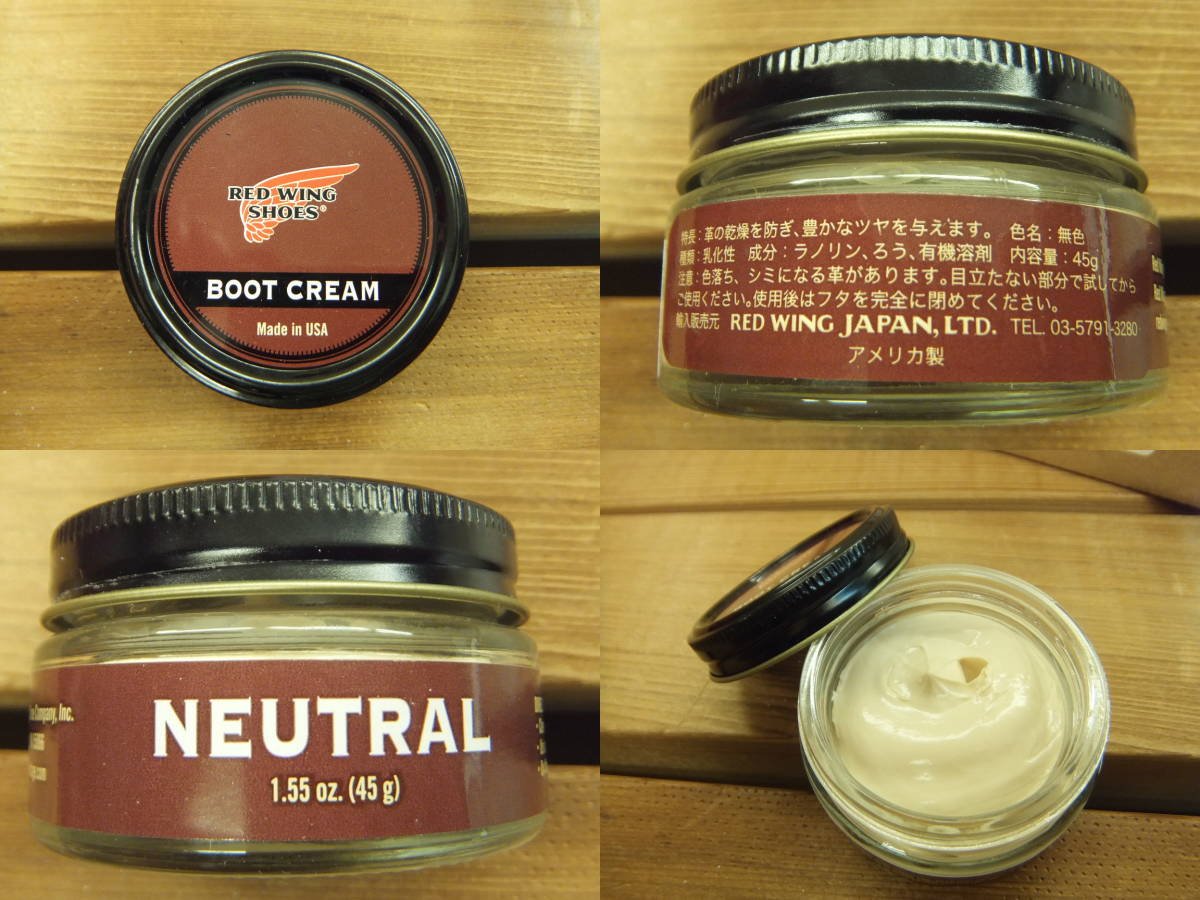 RED WING
SHOES®
BOOT CREAM
Made in USA
特長：革の乾燥を防ぎ、豊かなツヤを与えます。 色名：無色
種類：乳化性 成分：ラノリン、ろう、有機溶剤 内容量：45g
注意：色落ち、シミになる革があります。目立たない部分で試してから
ご使用ください。使用後はフタを完全に閉めてください。
輸入販売元 RED WING JAPAN, LTD. TEL. 03-5791-3280
アメリカ製
Company, Inc.
NEUTRAL
1.55 oz. (45 g)